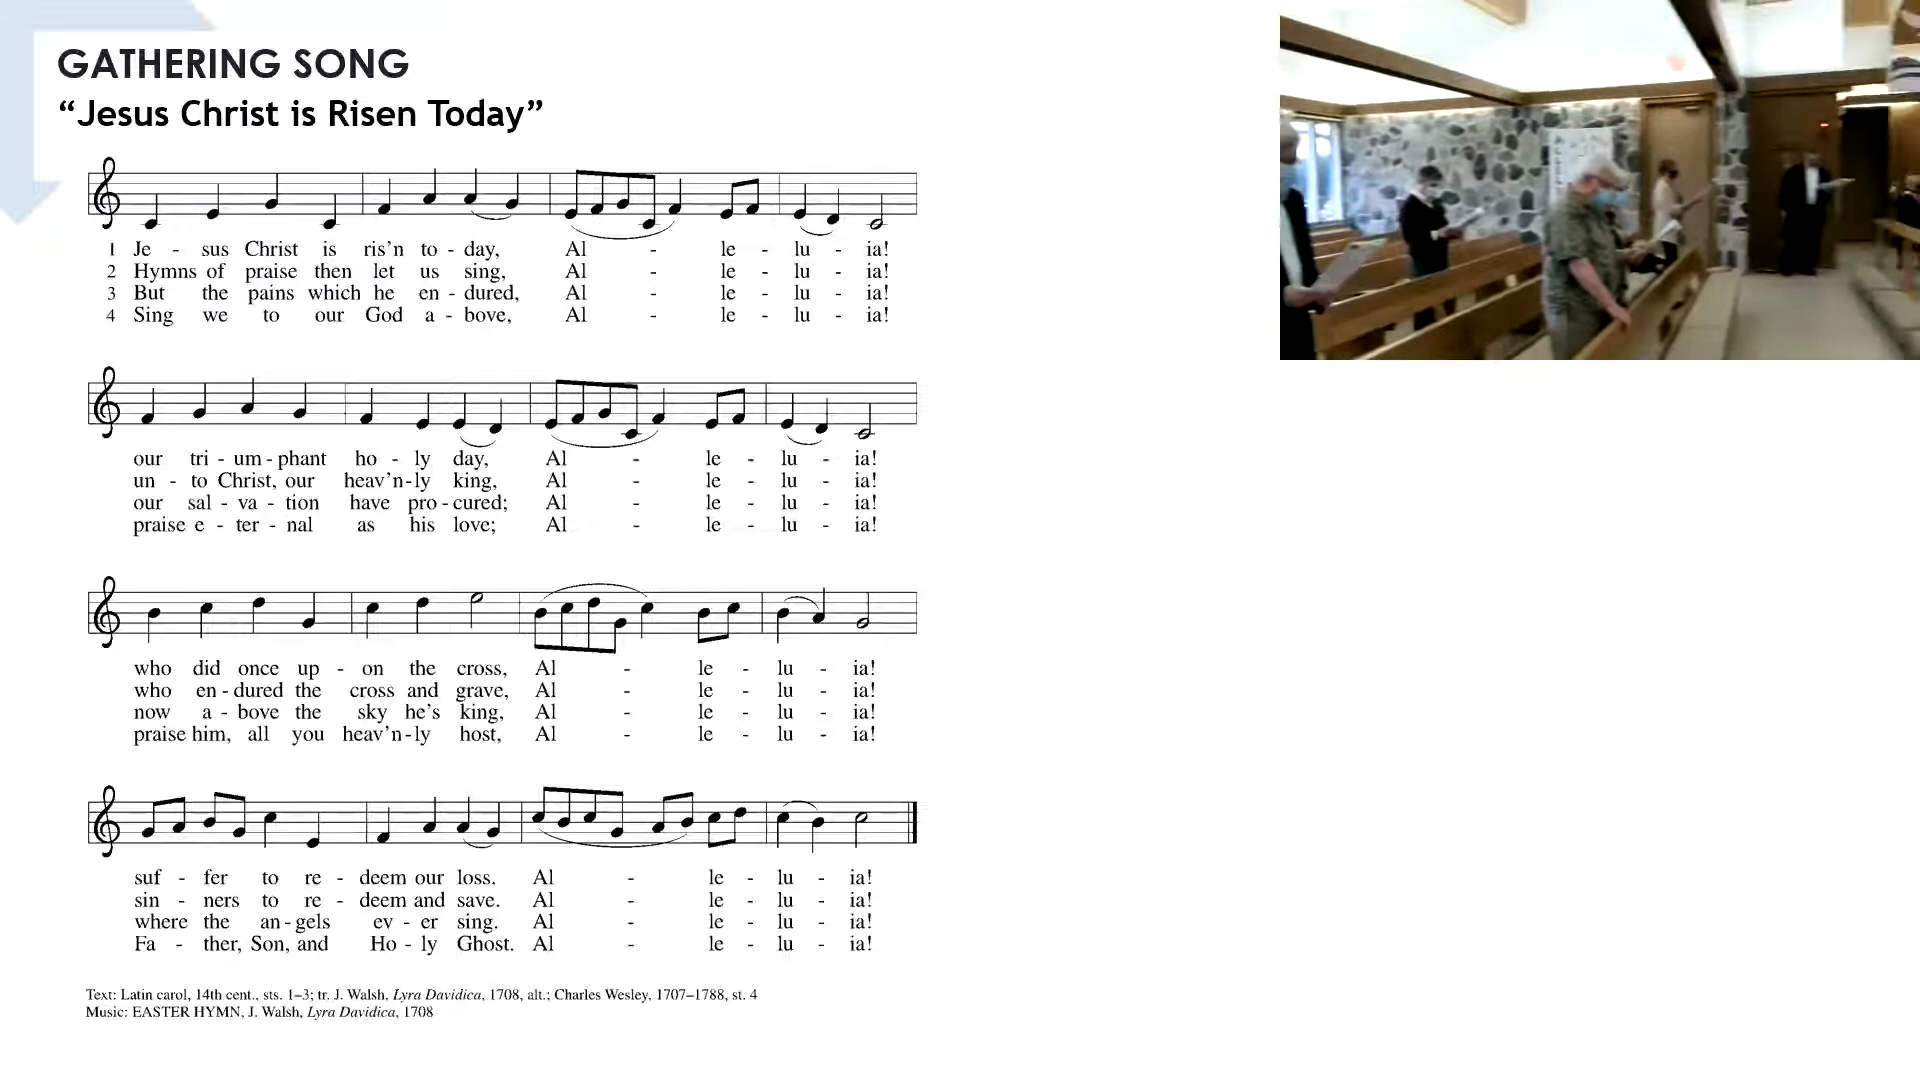 GATHERING SONG
“Jesus Christ is Risen Today”
1 Je - sus Christ is ris’n to - day, Al - le - lu - ia!
2 Hymns of praise then let us sing, Al - le - lu - ia!
3 But the pains which he en - dured, Al - le - lu - ia!
4 Sing we to our God a - bove, Al - le - lu - ia!
our tri - um - phant ho - ly day, Al - le - lu - ia!
un - to Christ, our heav’n - ly king, Al - le - lu - ia!
our sal - va - tion have pro - cured; Al - le - lu - ia!
praise e - ter - nal as his love; Al - le - lu - ia!
who did once up - on the cross, Al - le - lu - ia!
who en - dured the cross and grave, Al - le - lu - ia!
now a - bove the sky he’s king, Al - le - lu - ia!
praise him, all you heav’n - ly host, Al - le - lu - ia!
suf - fer to re - deem our loss. Al - le - lu - ia!
sin - ners to re - deem and save. Al - le - lu - ia!
where the an - gels ev - er sing. Al - le - lu - ia!
Fa - ther, Son, and Ho - ly Ghost. Al - le - lu - ia!
Text: Latin carol, 14th cent., sts. 1–3; tr. J. Walsh, Lyra Davidica, 1708, alt.; Charles Wesley, 1707–1788, st. 4
Music: EASTER HYMN, J. Walsh, Lyra Davidica, 1708